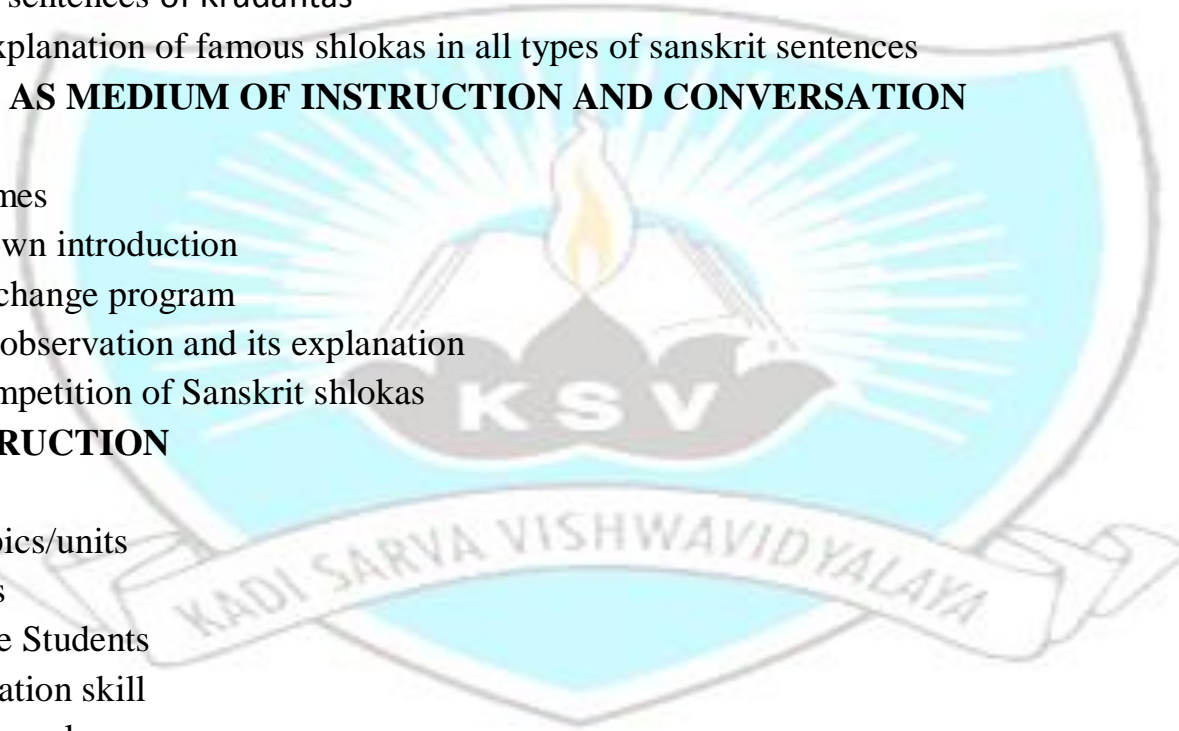 sentences of Krudantas
xplanation of famous shlokas in all types of sanskrit sentences
AS MEDIUM OF INSTRUCTION AND CONVERSATION
mes
wn introduction
change program
observation and its explanation
mpetition of Sanskrit shlokas
KSV
RUCTION
pics/units
s
KADI SARVA VISHWAVIDYALAYA
e Students
ation skill